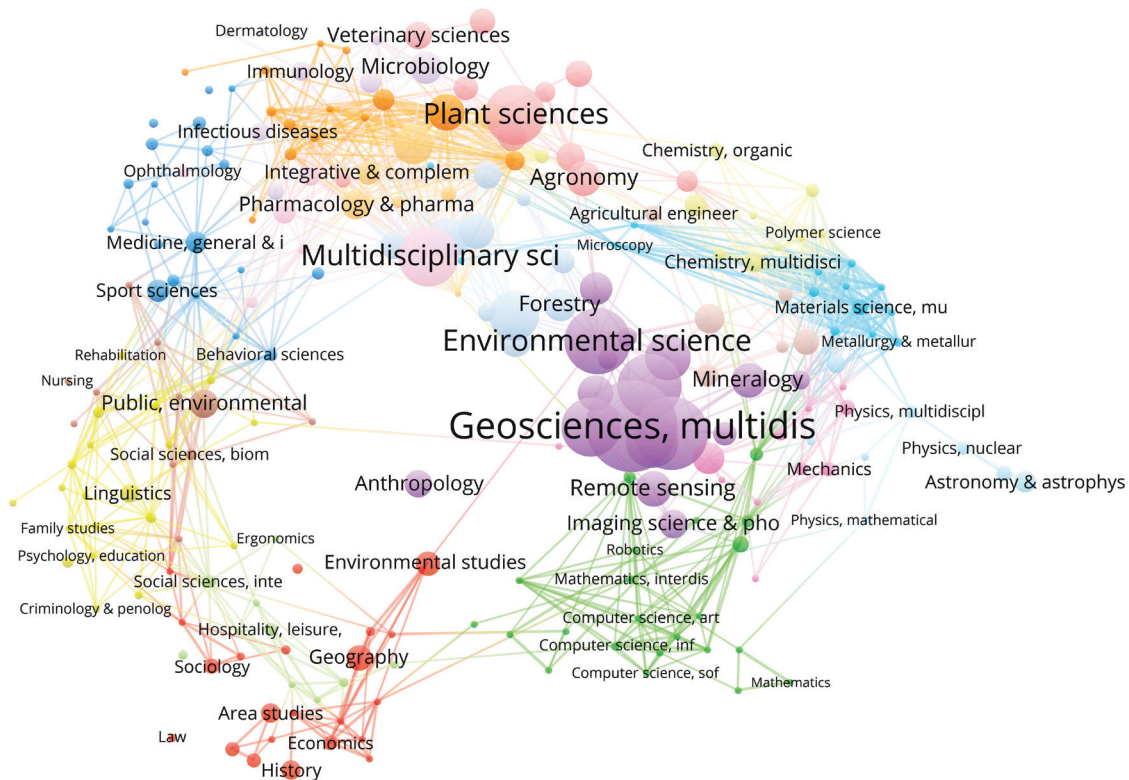 Dermatology
Veterinary sciences
Immunology
Microbiology
Plant sciences
Infectious diseases
Chemistry, organic
Ophthalmology
Integrative & complem
Agronomy
Pharmacology & pharma
Agricultural engineer
Polymer science
Medicine, general & i
Microscopy
Multidisciplinary sci
Chemistry, multidisci
Sport sciences
Forestry
Materials science, mu
Environmental science
Metallurgy & metallur
Rehabilitation
Behavioral sciences
Nursing
Mineralogy
Public, environmental
Physics, multidiscipl
Geosciences, multidis
Social sciences, biom
Physics, nuclear
Mechanics
Anthropology
Astronomy & astrophys
Linguistics
Remote sensing
Family studies
Imaging science & pho
Physics, mathematical
Ergonomics
Robotics
Psychology, education
Environmental studies
Social sciences, inte
Mathematics, interdis
Criminology & penolog
Computer science, art
Hospitality, leisure,
Computer science, inf
Geography
Sociology
Computer science, sof
Mathematics
Area studies
Law
Economics
History